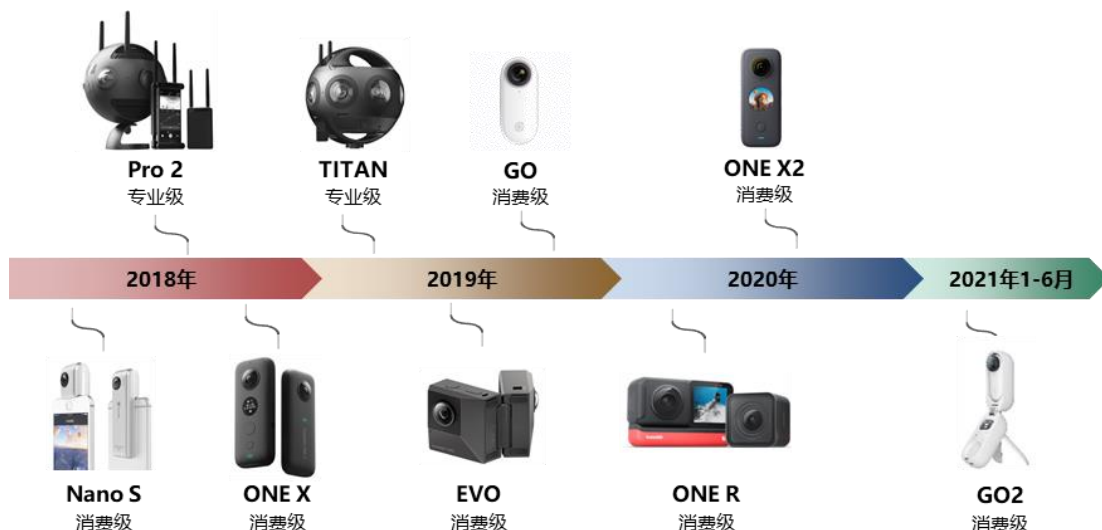 Pro 2
专业级
TITAN
专业级
GO
消费级
ONE X2
消费级
2018年
2019年
2020年
2021年1-6月
Nano S
消费级
ONE X
消费级
EVO
消费级
ONE R
消费级
GO2
消费级